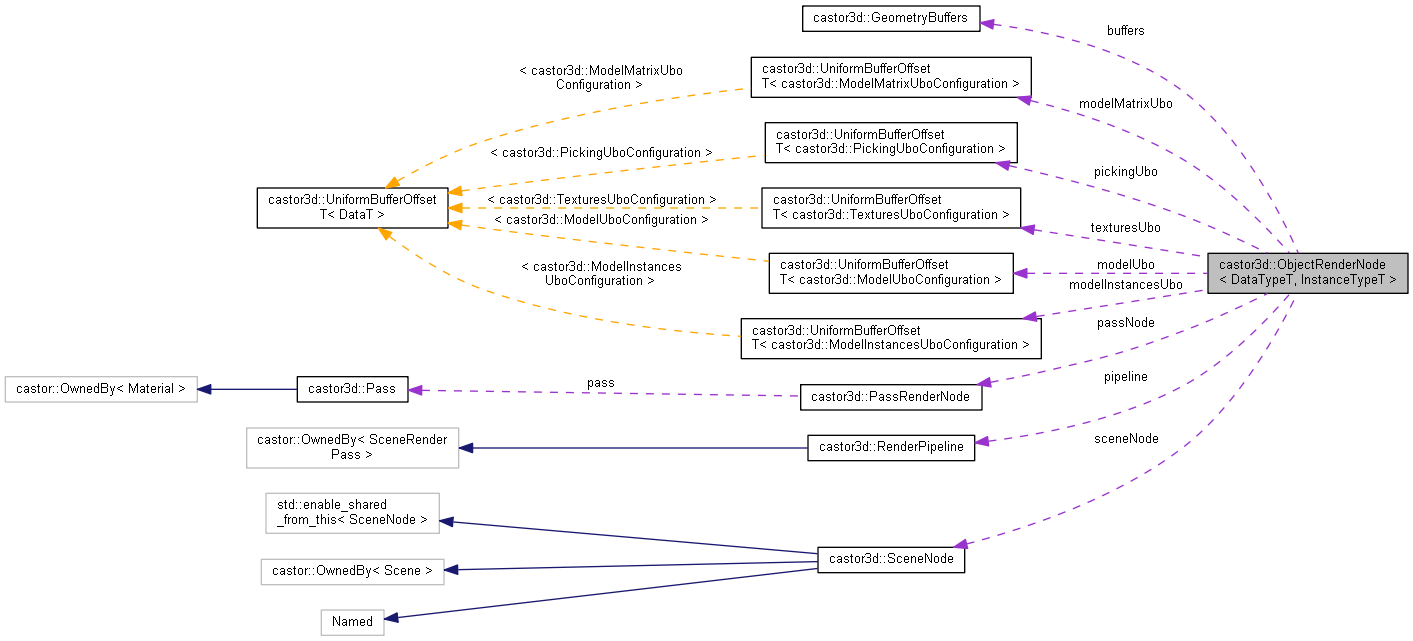 castor3d::GeometryBuffers
buffers
< castor3d::ModelMatrixUbo
Configuration >
castor3d::UniformBufferOffset
T< castor3d::ModelMatrixUboConfiguration >
modelMatrixUbo
castor3d::UniformBufferOffset
T< castor3d::PickingUboConfiguration >
< castor3d::PickingUboConfiguration >
pickingUbo
castor3d::UniformBufferOffset
T< DataT >
< castor3d::TexturesUboConfiguration >
castor3d::UniformBufferOffset
T< castor3d::TexturesUboConfiguration >
texturesUbo
< castor3d::ModelUboConfiguration >
castor3d::UniformBufferOffset
T< castor3d::ModelUboConfiguration >
modelUbo
castor3d::ObjectRenderNode
< DataTypeT, InstanceTypeT >
< castor3d::ModelInstances
UboConfiguration >
modelInstancesUbo
castor3d::UniformBufferOffset
T< castor3d::ModelInstancesUboConfiguration >
passNode
castor::OwnedBy< Material >
castor3d::Pass
pass
castor3d::PassRenderNode
pipeline
castor::OwnedBy< SceneRender
Pass >
castor3d::RenderPipeline
sceneNode
std::enable_shared
_from_this< SceneNode >
castor3d::SceneNode
castor::OwnedBy< Scene >
Named